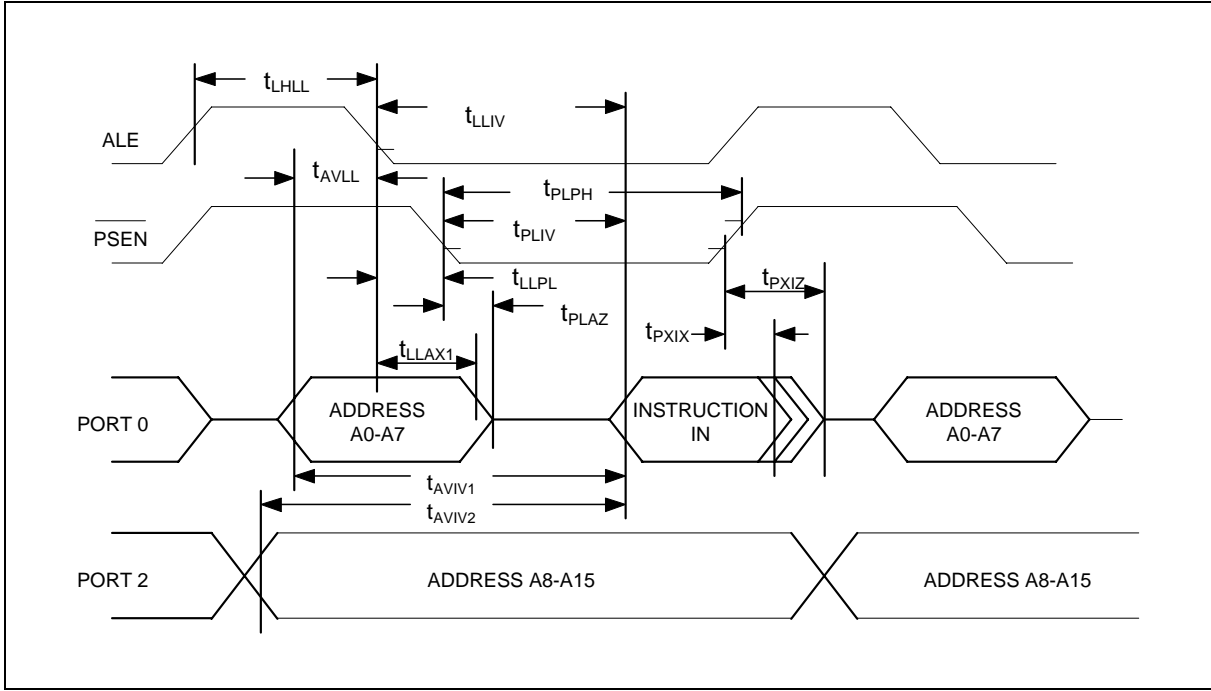 tLHLL
tLLIV
ALE
tAVLL
tPLPH
PSEN
tPLIV
tLLPL
tPXIZ
tPLAZ
tPXIX
tLLAX1
PORT 0
ADDRESS
A0-A7
INSTRUCTION
IN
ADDRESS
A0-A7
tAVIV1
tAVIV2
PORT 2
ADDRESS A8-A15
ADDRESS A8-A15